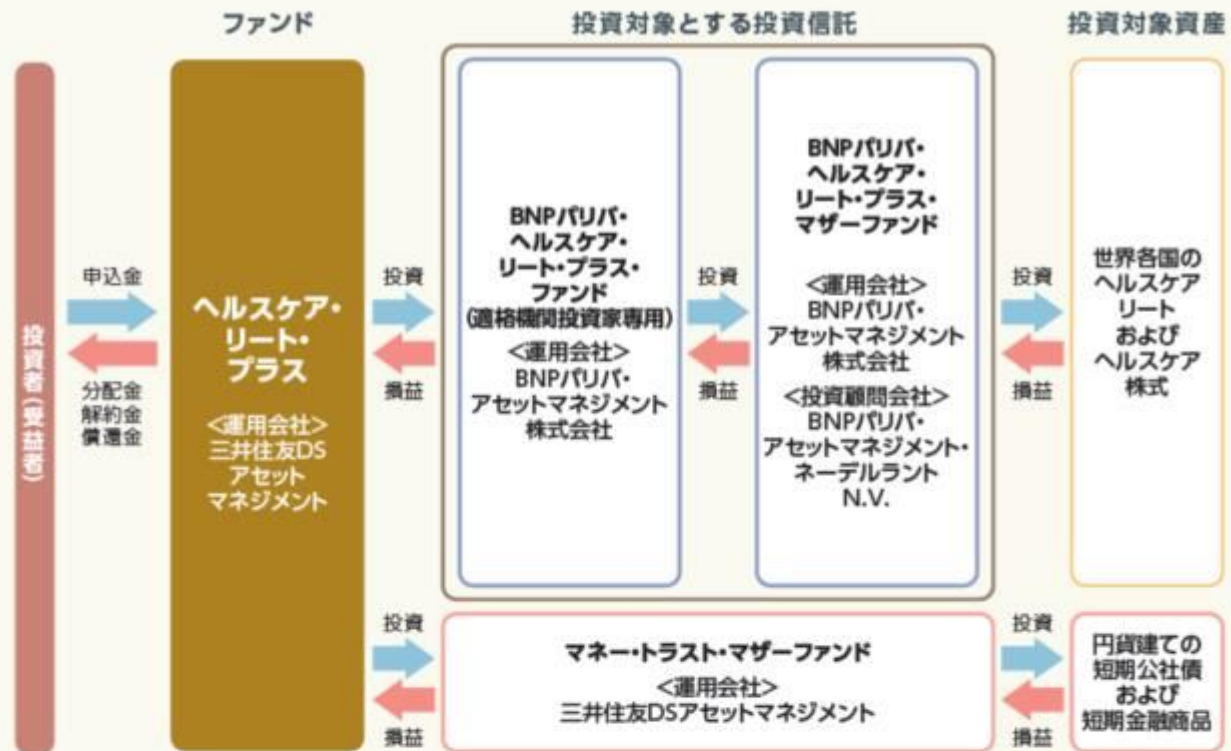 ファンド
投資対象とする投資信託
投資対象資産
投資者(受益者)
申込金
分配金
解約金
償還金
ヘルスケア・
リート・
プラス
<運用会社>
三井住友DS
アセット
マネジメント
投資
損益
BNPパリバ・
ヘルスケア・
リート・プラス・
ファンド
(適格機関投資家専用)
<運用会社>
BNPパリバ・
アセットマネジメント
株式会社
投資
損益
BNPパリバ・
ヘルスケア・
リート・プラス・
マザーファンド
<運用会社>
BNPパリバ・
アセットマネジメント
株式会社
<投資顧問会社>
BNPパリバ・
アセットマネジメント・
ネーデルラント
N.V.
投資
損益
世界各国の
ヘルスケア
リート
および
ヘルスケア
株式
投資
損益
マネー・トラスト・マザーファンド
<運用会社>
三井住友DSアセットマネジメント
投資
損益
円貨建ての
短期公社債
および
短期金融商品